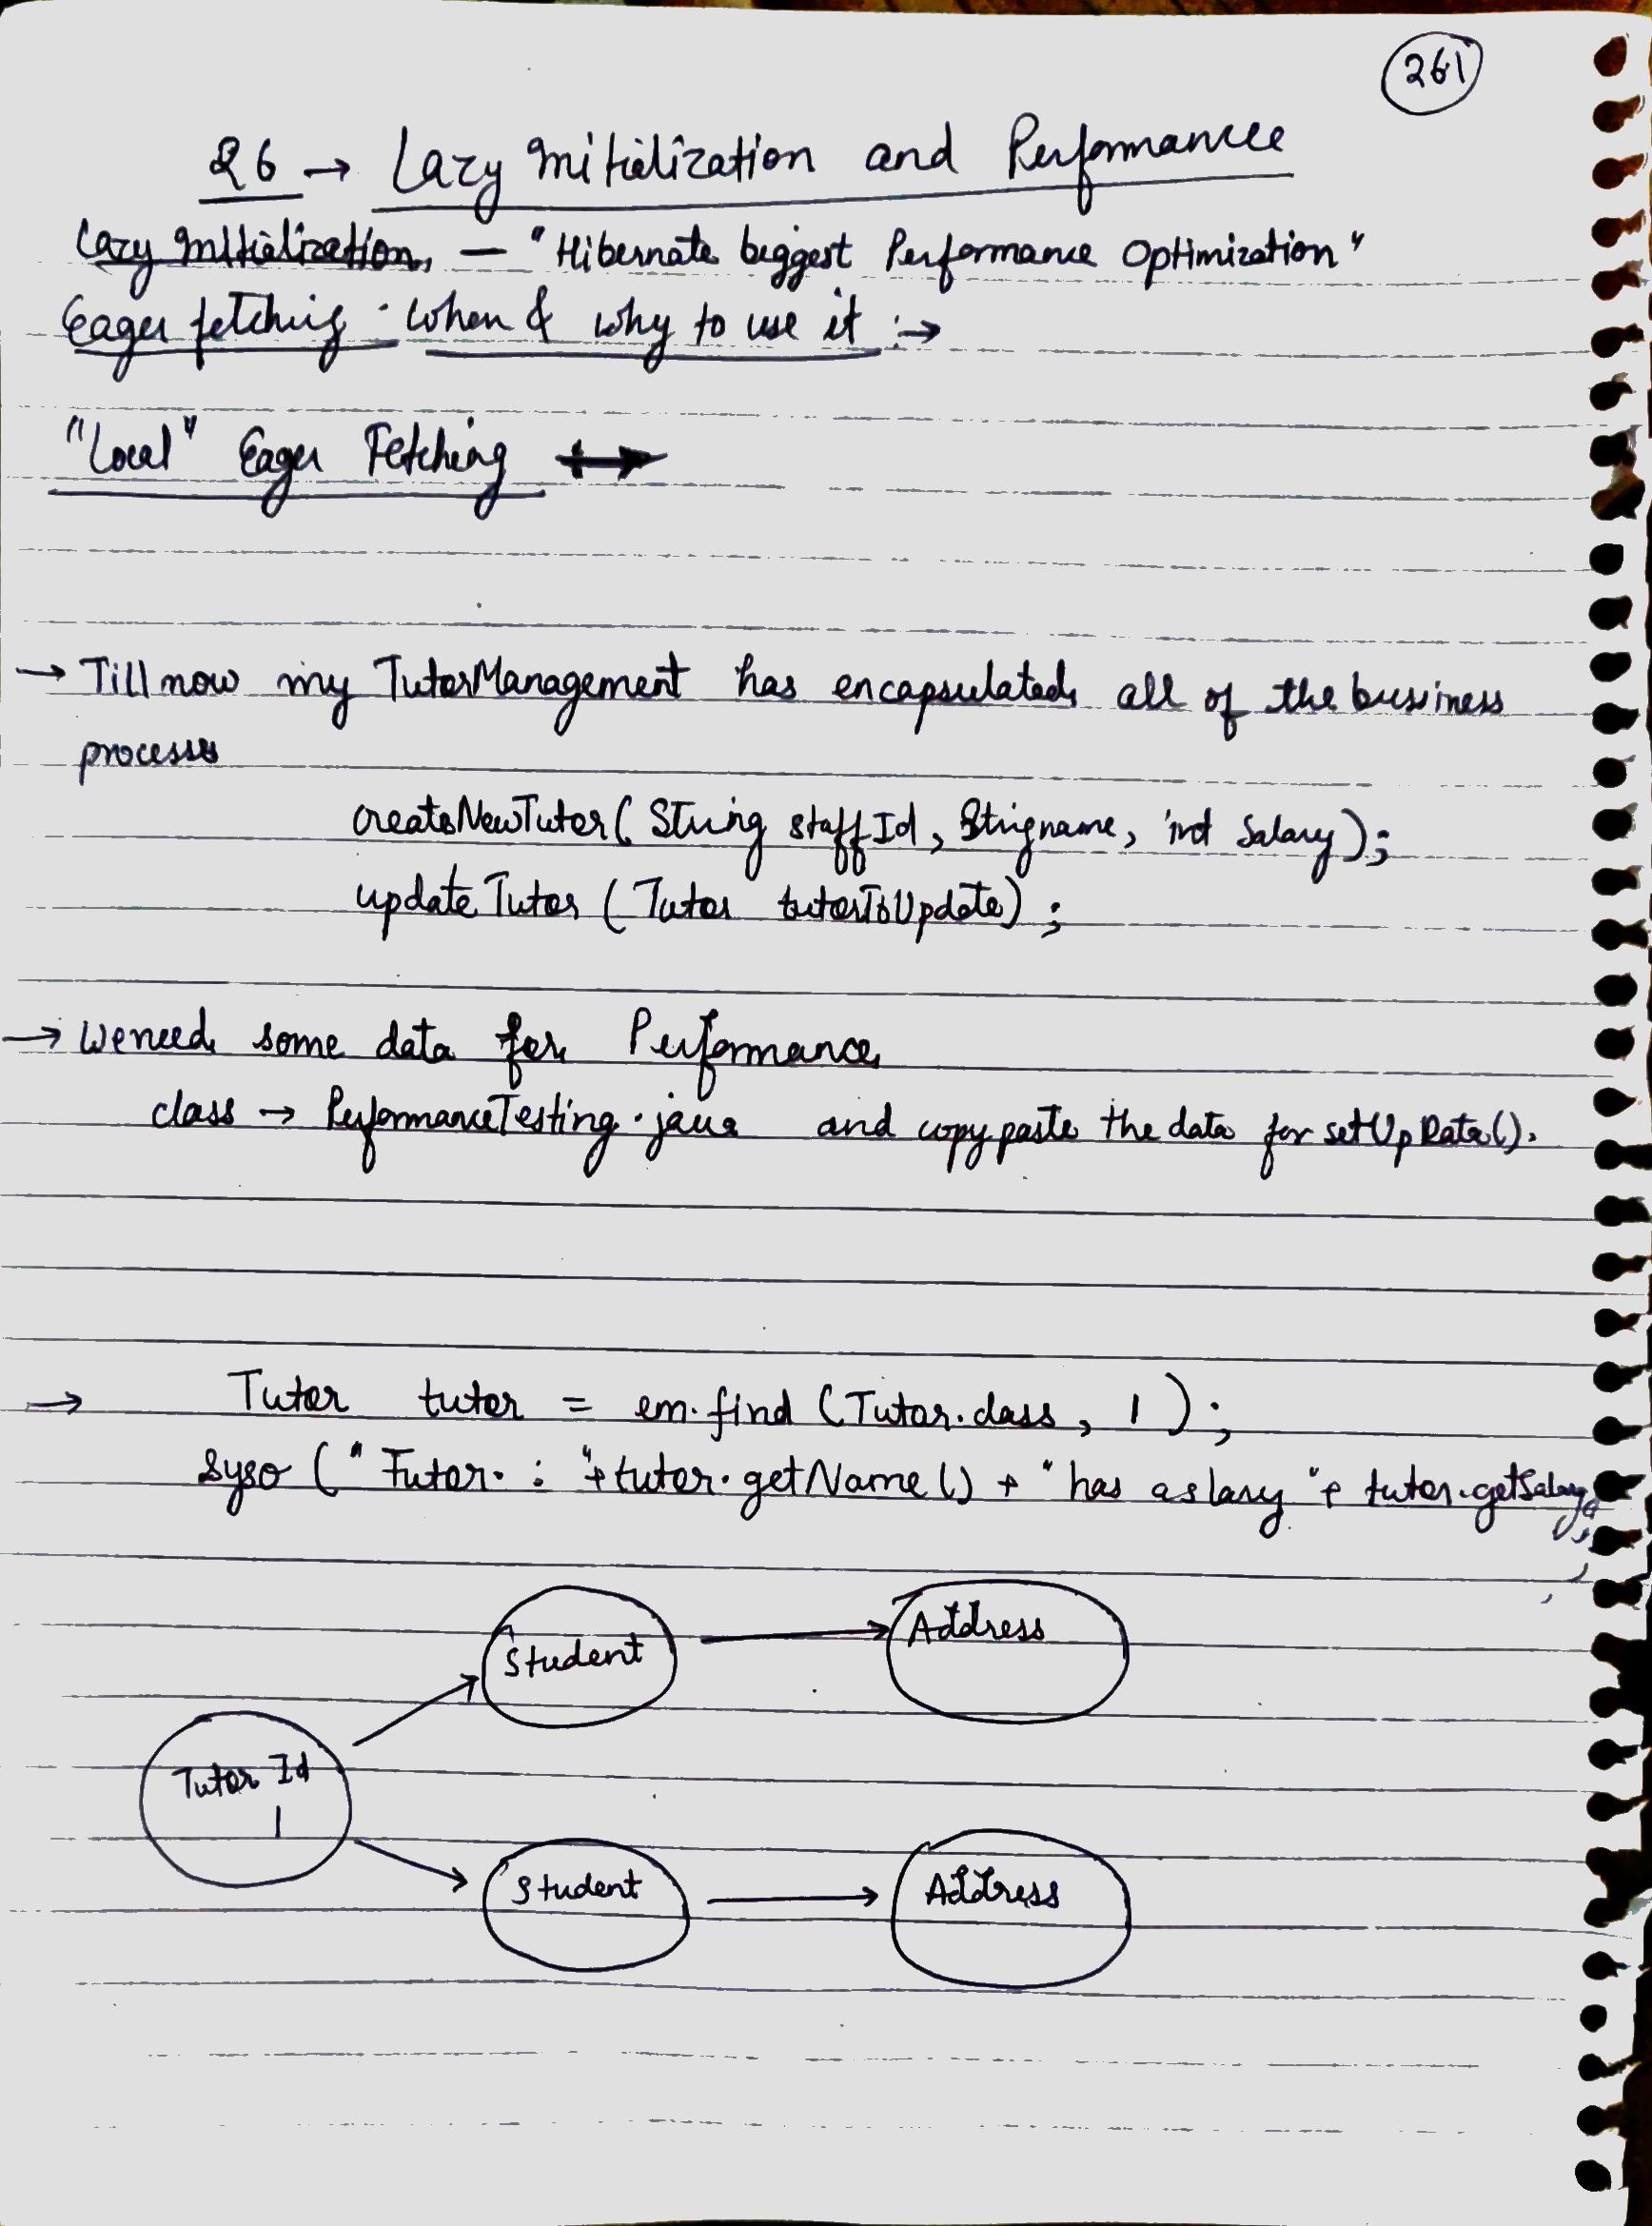 261
26 → Lazy Initialization and Performance
Lazy Initialization, — "Hibernate biggest Performance Optimization"
Eager fetching . When & why to use it :→
"Local" Eager Fetching →
→ Till now my TutorManagement has encapsulated all of the bussiness
processes
createNewTutor( String staffId, String name, int Salary);
updateTutor (Tutor tutorToUpdate) ;
→ We need some data for Performance
class → PerformanceTesting.java and copy paste the data for setUpData().
→ Tutor tutor = em.find (Tutor.class, 1 );
Syso (" Tutor. : "+ tutor.getName() + "has aslary "+ tutor.getSalary());
Student → Address
Tutor Id
1
Student → Address